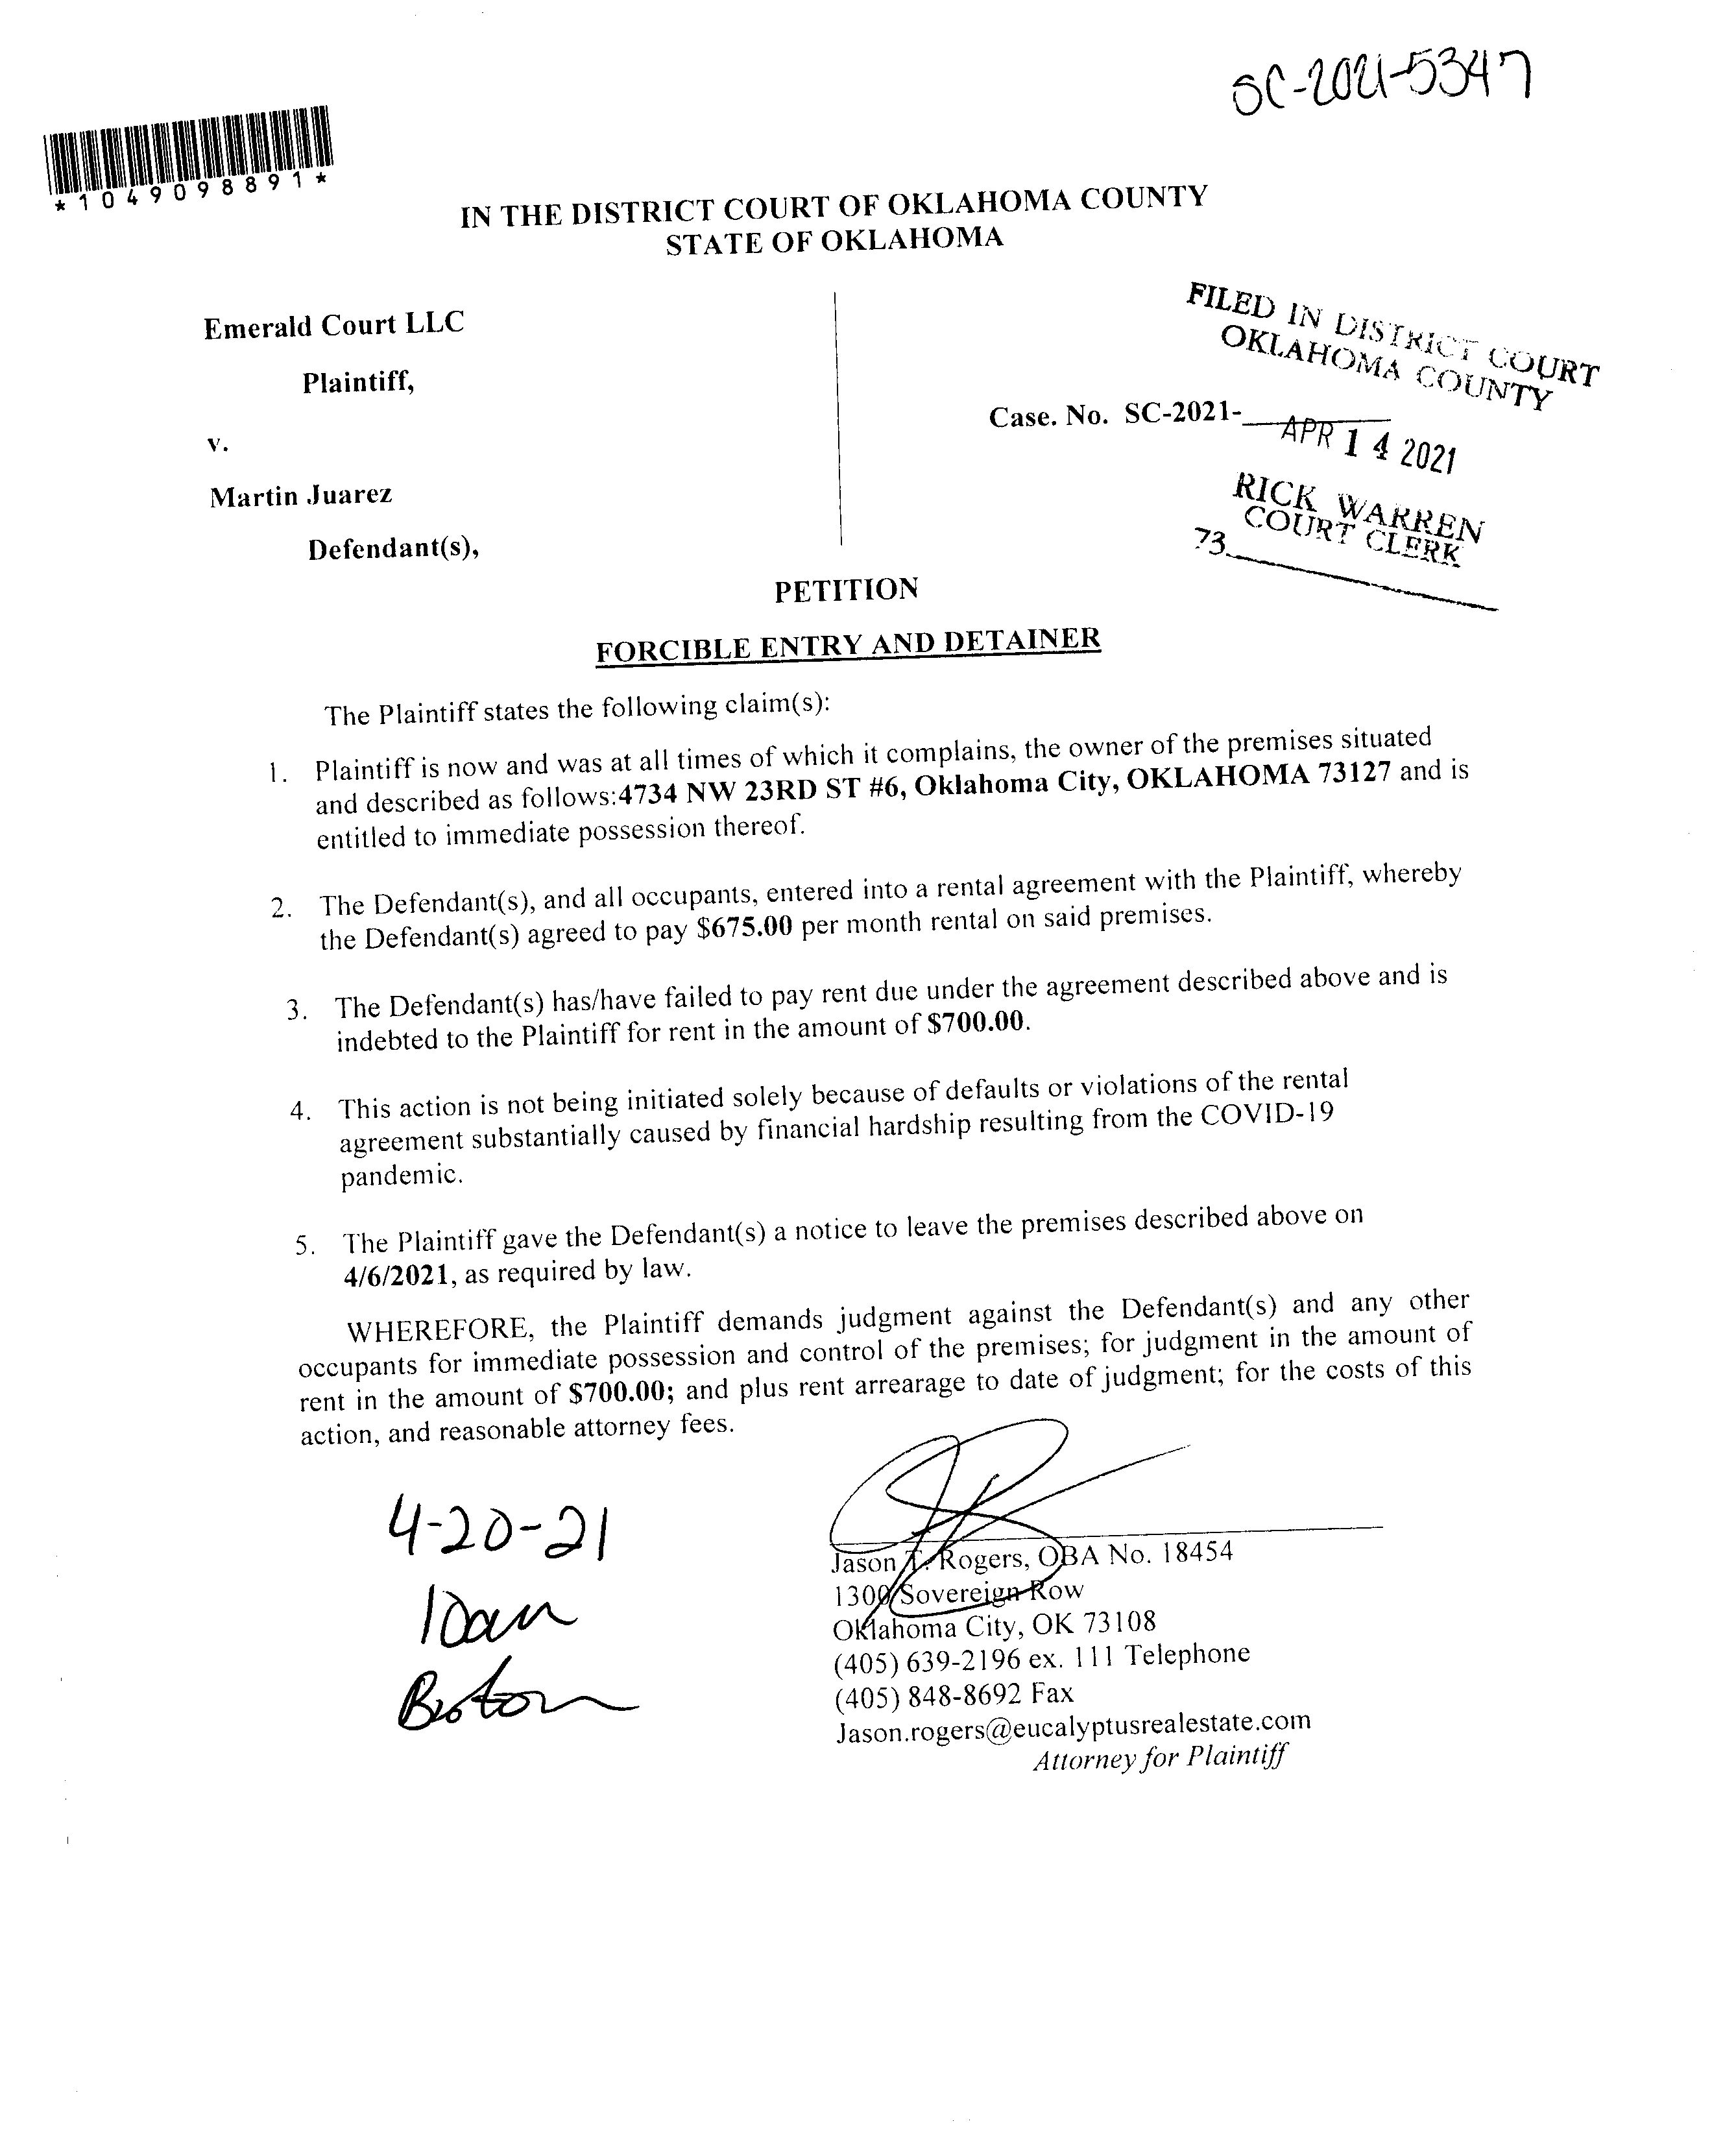 SC-2021-5347
*1049098891*
IN THE DISTRICT COURT OF OKLAHOMA COUNTY
STATE OF OKLAHOMA
Emerald Court LLC
Plaintiff,
v.
Martin Juarez
Defendant(s),
FILED IN DISTRICT COURT
OKLAHOMA COUNTY
Case. No. SC-2021-
APR 14 2021
RICK WARREN
COURT CLERK
73
PETITION
FORCIBLE ENTRY AND DETAINER
The Plaintiff states the following claim(s):
1. Plaintiff is now and was at all times of which it complains, the owner of the premises situated
and described as follows:4734 NW 23RD ST #6, Oklahoma City, OKLAHOMA 73127 and is
entitled to immediate possession thereof.
2. The Defendant(s), and all occupants, entered into a rental agreement with the Plaintiff, whereby
the Defendant(s) agreed to pay $675.00 per month rental on said premises.
3. The Defendant(s) has/have failed to pay rent due under the agreement described above and is
indebted to the Plaintiff for rent in the amount of $700.00.
4. This action is not being initiated solely because of defaults or violations of the rental
agreement substantially caused by financial hardship resulting from the COVID-19
pandemic.
5. The Plaintiff gave the Defendant(s) a notice to leave the premises described above on
4/6/2021, as required by law.
WHEREFORE, the Plaintiff demands judgment against the Defendant(s) and any other
occupants for immediate possession and control of the premises; for judgment in the amount of
rent in the amount of $700.00; and plus rent arrearage to date of judgment; for the costs of this
action, and reasonable attorney fees.
4-20-21
10am
Jason T. Rogers, OBA No. 18454
1300 Sovereign Row
Oklahoma City, OK 73108
(405) 639-2196 ex. 111 Telephone
(405) 848-8692 Fax
Jason.rogers@eucalyptusrealestate.com
Attorney for Plaintiff